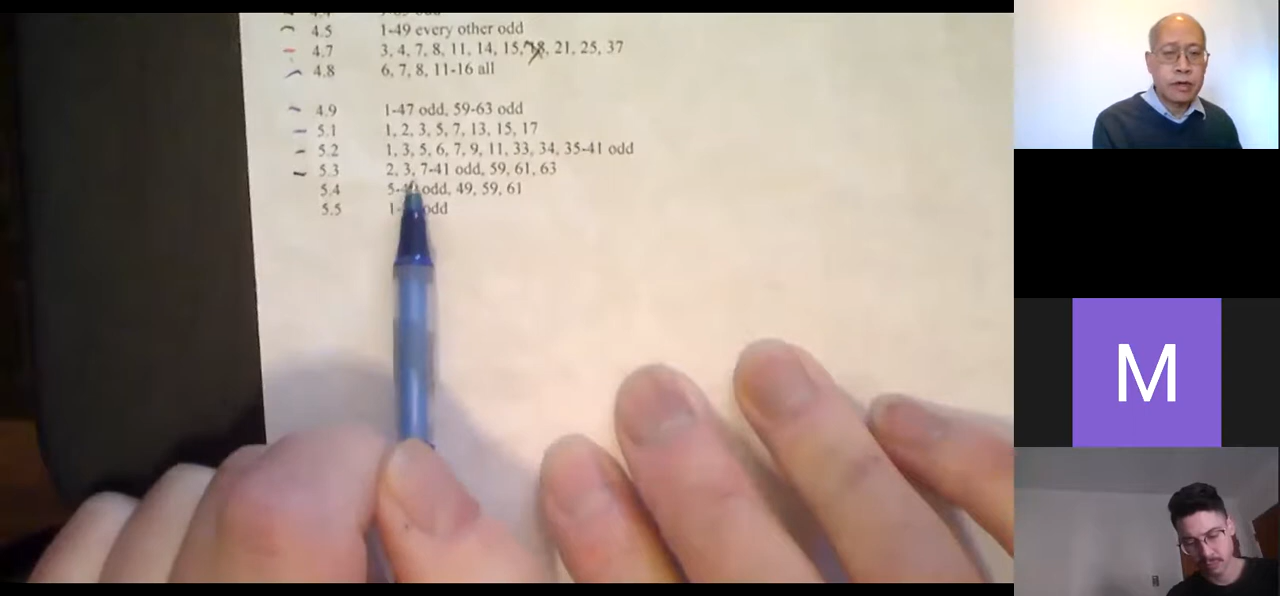 4.5 1-49 every other odd
4.7 3, 4, 7, 8, 11, 14, 15, 18, 21, 25, 37
4.8 6, 7, 8, 11-16 all
4.9 1-47 odd, 59-63 odd
5.1 1, 2, 3, 5, 7, 13, 15, 17
5.2 1, 3, 5, 6, 7, 9, 11, 33, 34, 35-41 odd
5.3 2, 3, 7-41 odd, 59, 61, 63
5.4 odd, 49, 59, 61
5.5 odd
M